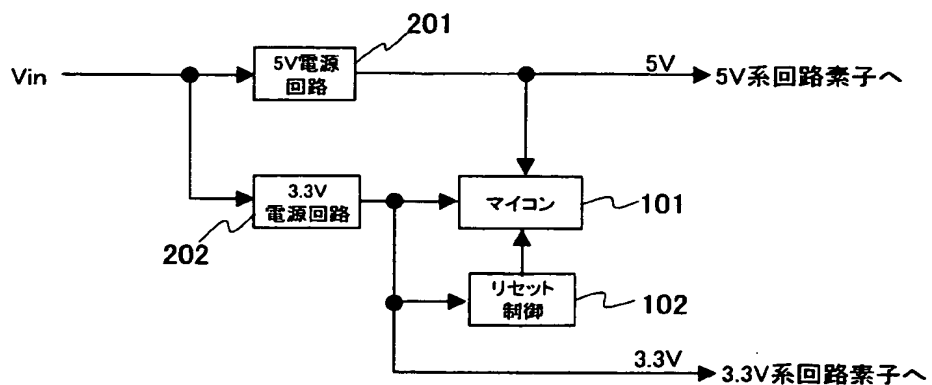 201
Vin
5V電源
回路
5V
5V系回路素子へ
3.3V
電源回路
マイコン
101
202
リセット
制御
102
3.3V
3.3V系回路素子へ